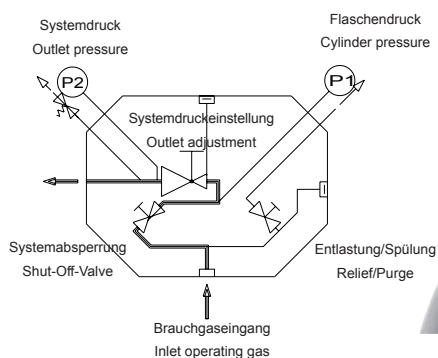 Systemdruck
Outlet pressure
Flaschendruck
Cylinder pressure
P2
P1
Systemdruckeinstellung
Outlet adjustment
Systemabsperrung
Shut-Off-Valve
Entlastung/Spülung
Relief/Purge
Brauchgaseingang
Inlet operating gas